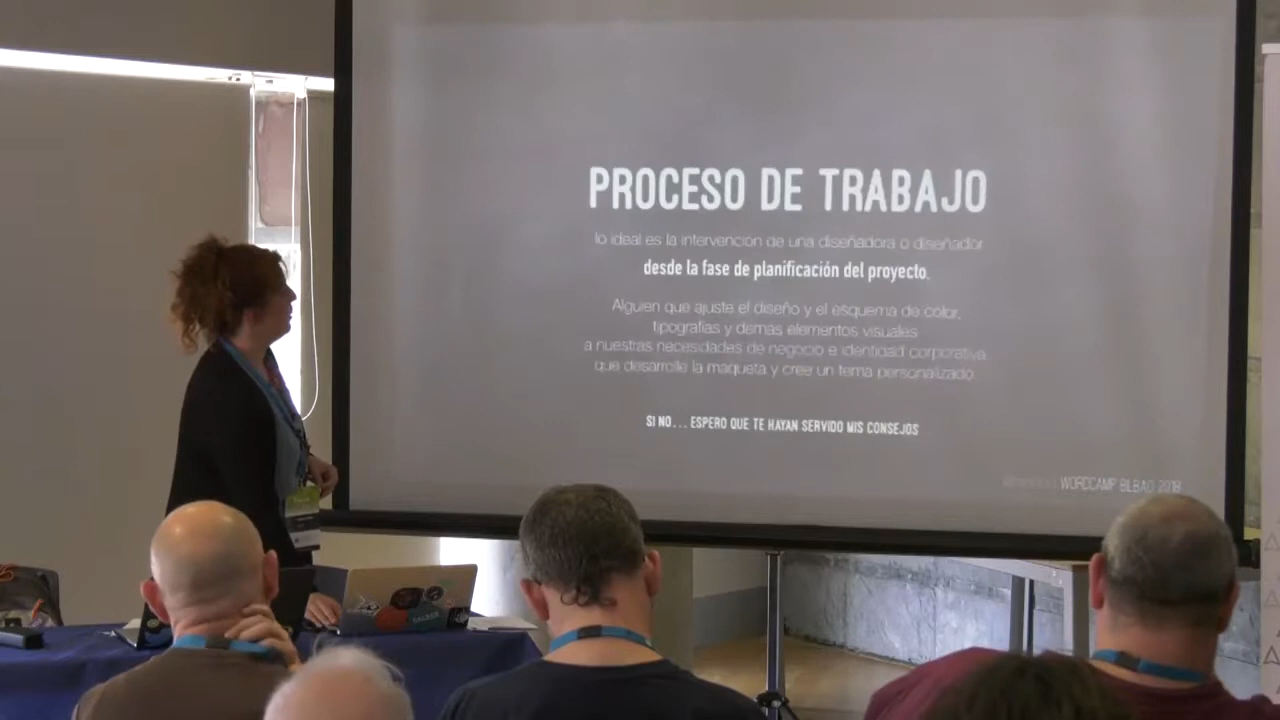 PROCESO DE TRABAJO
lo ideal es la intervención de una diseñadora o diseñador
desde la fase de planificación del proyecto.
Alguien que ajuste el diseño y el esquema de color,
tipografías y demás elementos visuales
a nuestras necesidades de negocio e identidad corporativa
que desarrolle la maqueta y cree un tema personalizado.
SI NO... ESPERO QUE TE HAYAN SERVIDO MIS CONSEJOS
WORDCAMP BILBAO 2018